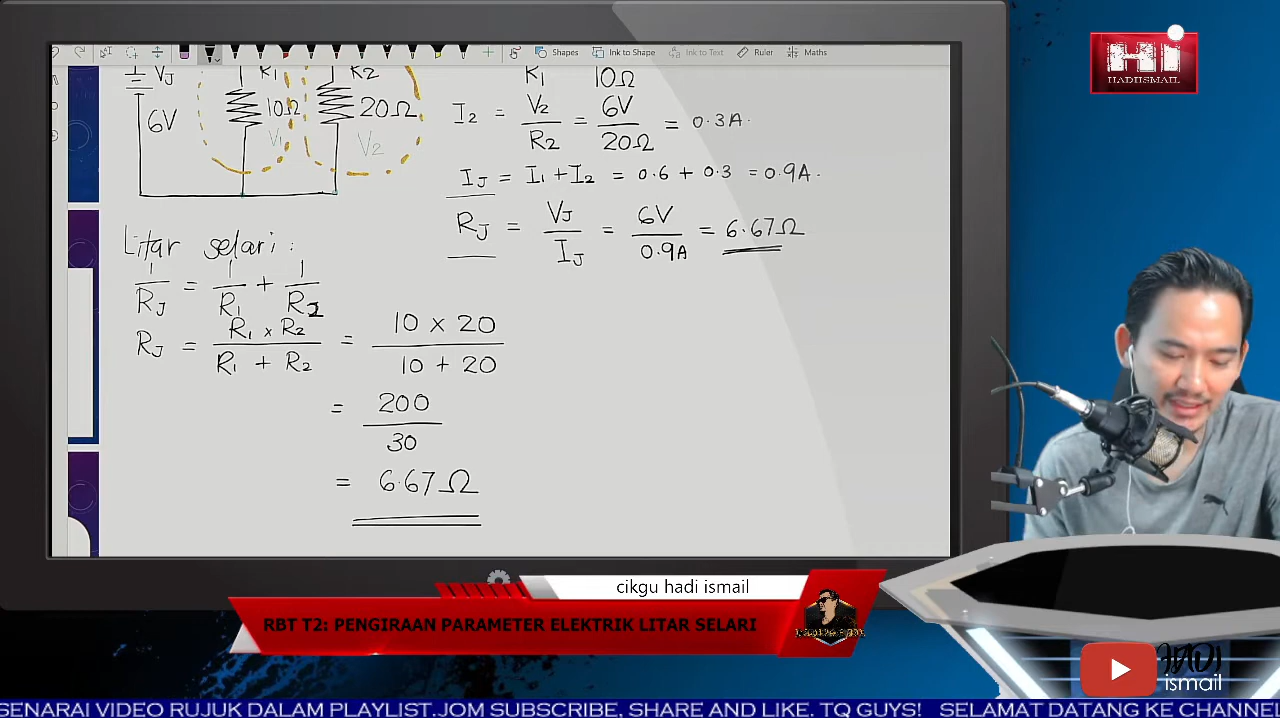 Shapes Ink to Shape Ink to Text Ruler Maths
VJ
6V
R1
10Ω
V1
R2
20Ω
V2
R1 10Ω
I2 = V2/R2 = 6V/20Ω = 0.3A.
IJ = I1 + I2 = 0.6 + 0.3 = 0.9A.
RJ = VJ/IJ = 6V/0.9A = 6.67Ω
Litar selari:
1/RJ = 1/R1 + 1/R2
RJ = R1 x R2/R1 + R2 = 10 x 20/10 + 20
= 200/30
= 6.67Ω
Hi
HADIISMAIL
cikgu hadi ismail
RBT T2: PENGIRAAN PARAMETER ELEKTRIK LITAR SELARI
HADI
ismail
SENARAI VIDEO RUJUK DALAM PLAYLIST.JOM SUBSCRIBE, SHARE AND LIKE. TQ GUYS! SELAMAT DATANG KE CHANNEL